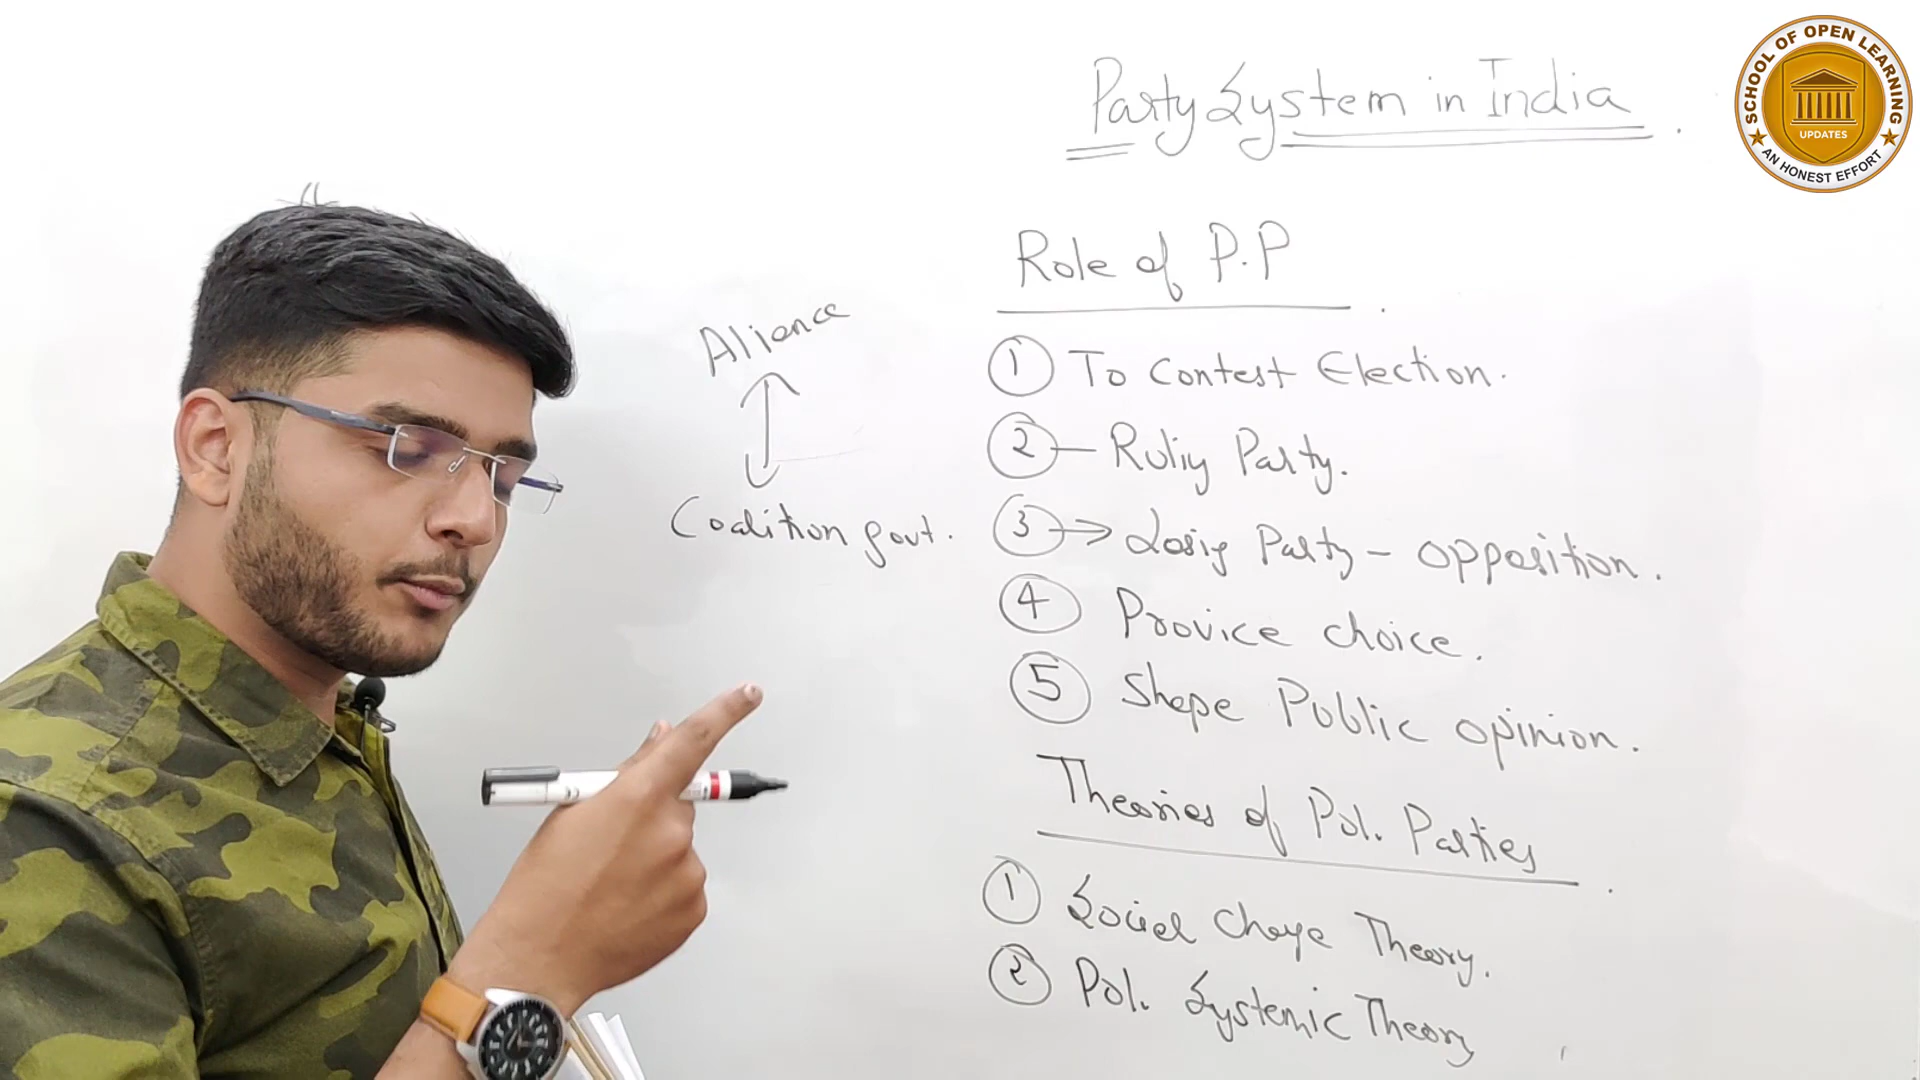 Party System in India
SCHOOL OF OPEN LEARNING
UPDATES
AN HONEST EFFORT
Role of P.P
Alience
Coalition govt.
1 To Contest Election.
2 - Ruling Party.
3 → Losing Party - Opposition.
4 Provice choice.
5 Shape Public opinion.
Theories of Pol. Parties
1 Social Change Theory.
2 Pol. Systemic Theory